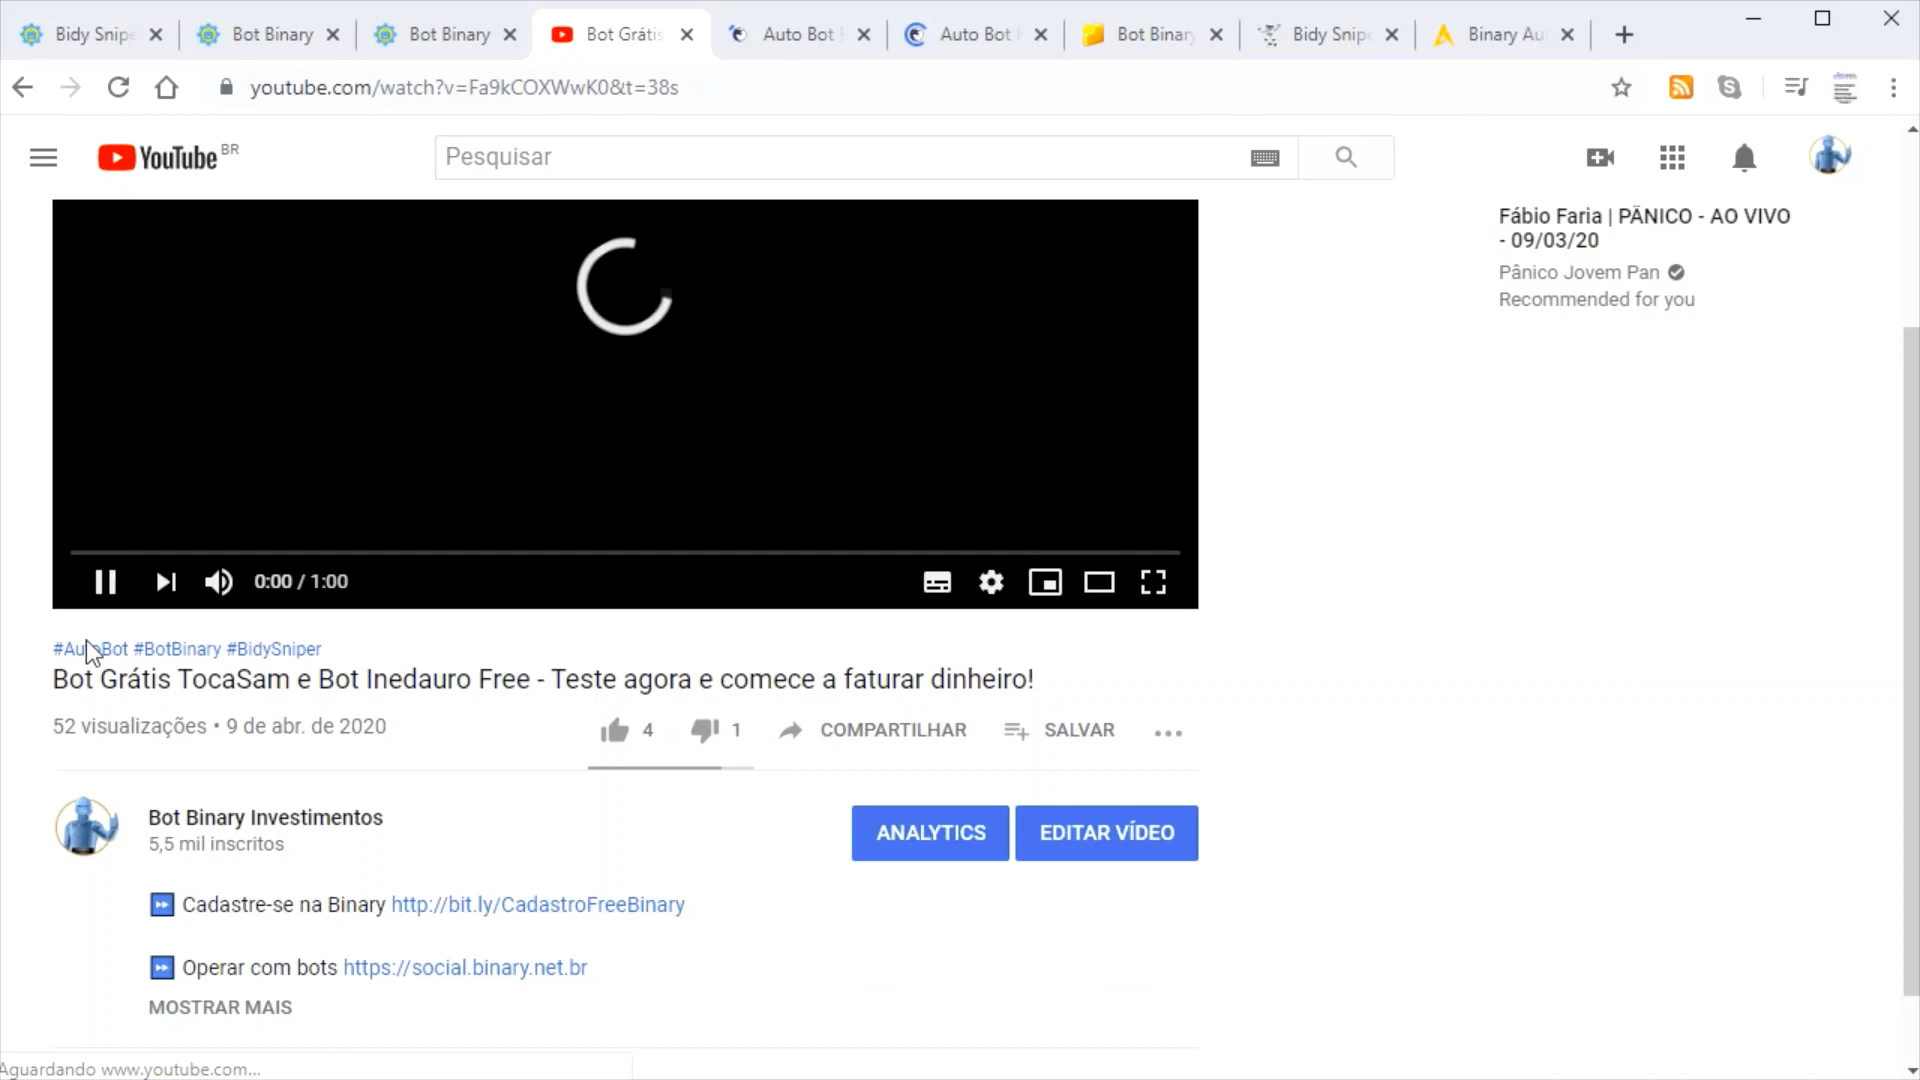 Bidy Snipe
Bot Binary
Bot Binary
Bot Grátis
Auto Bot
Auto Bot
Bot Binary
Bidy Snip
Binary Au
youtube.com/watch?v=Fa9kCOXWwK0&t=38s
YouTube BR
Pesquisar
Fábio Faria | PÂNICO - AO VIVO
- 09/03/20
Pânico Jovem Pan
Recommended for you
0:00 / 1:00
#AutoBot #BotBinary #BidySniper
Bot Grátis TocaSam e Bot Inedauro Free - Teste agora e comece a faturar dinheiro!
52 visualizações • 9 de abr. de 2020
4
1
COMPARTILHAR
SALVAR
Bot Binary Investimentos
5,5 mil inscritos
ANALYTICS
EDITAR VÍDEO
Cadastre-se na Binary http://bit.ly/CadastroFreeBinary
Operar com bots https://social.binary.net.br
MOSTRAR MAIS
Aguardando www.youtube.com...